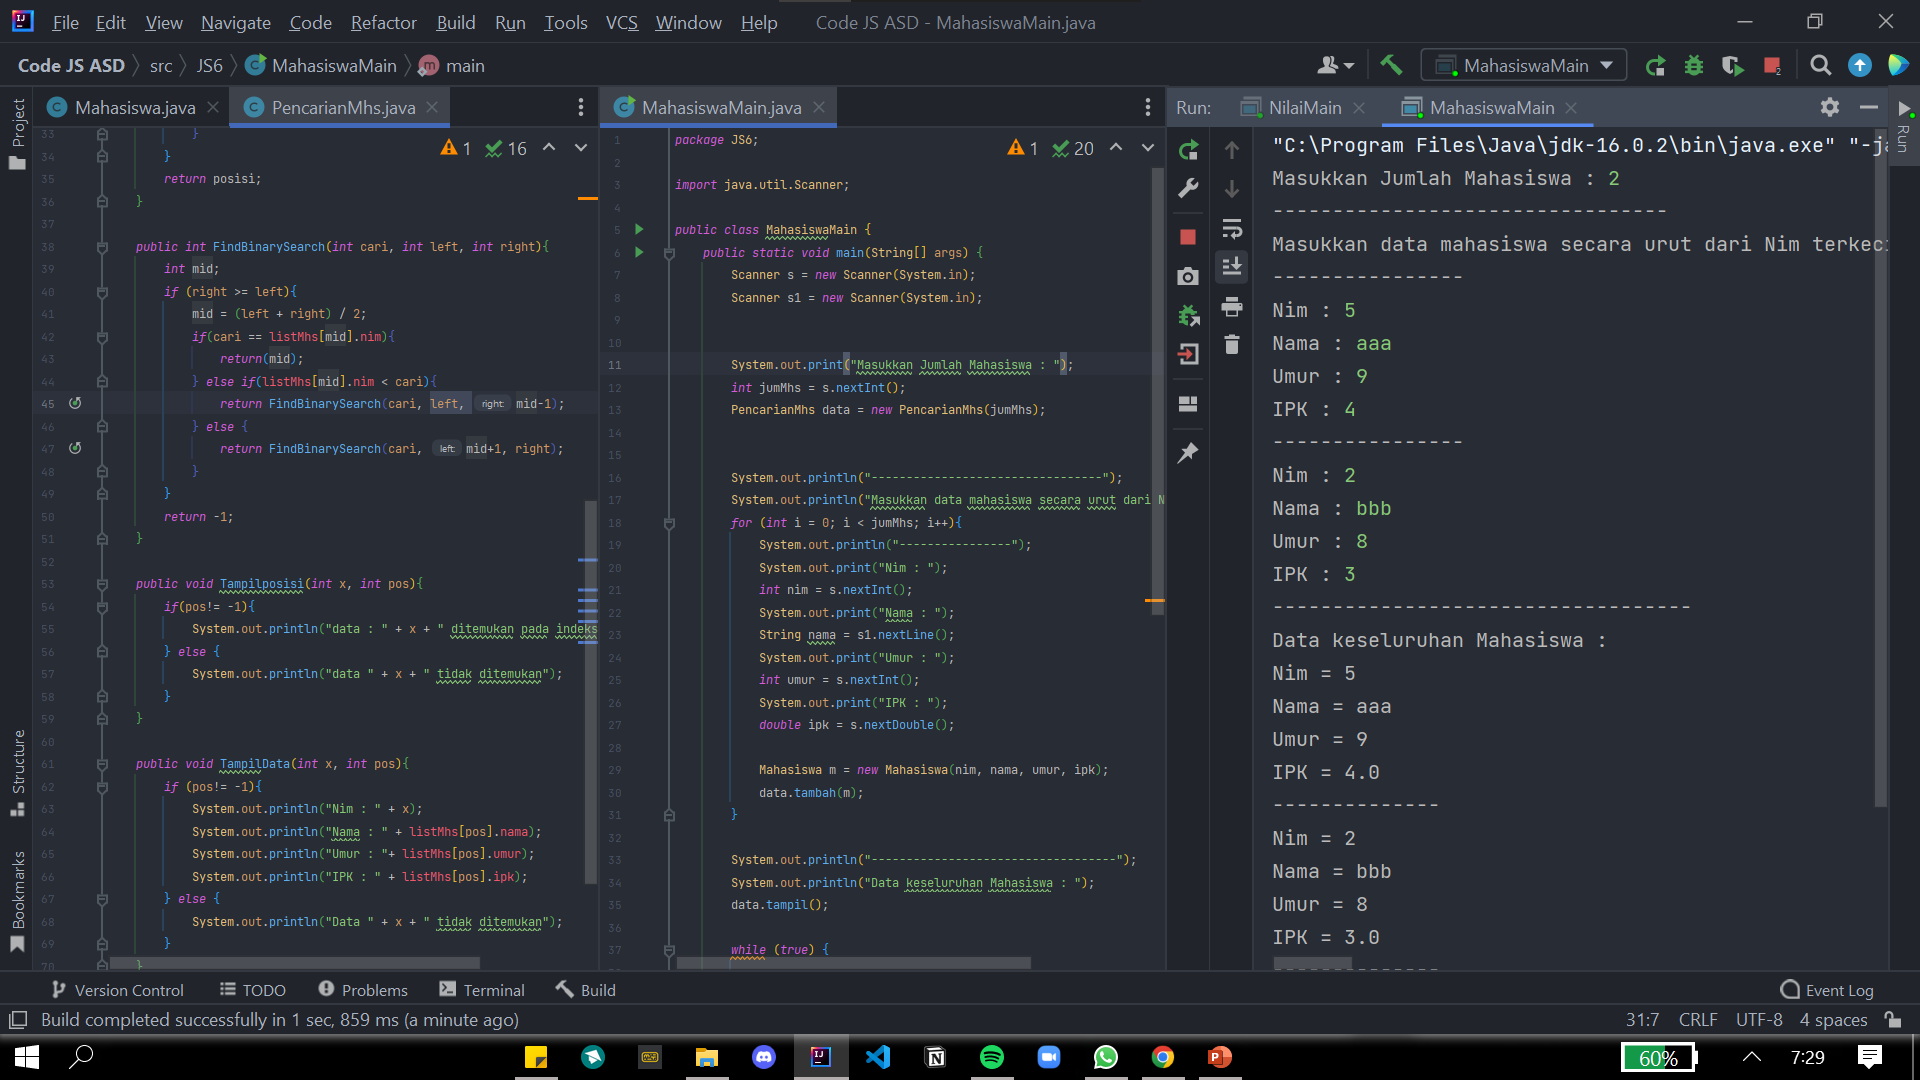 File Edit View Navigate Code Refactor Build Run Tools VCS Window Help Code JS ASD - MahasiswaMain.java
Code JS ASD src JS6 MahasiswaMain main MahasiswaMain
Project
Mahasiswa.java PencarianMhs.java
1 16
33 }
34 }
35 return posisi;
36 }
37
38 public int FindBinarySearch(int cari, int left, int right){
39 int mid;
40 if (right >= left){
41 mid = (left + right) / 2;
42 if(cari == listMhs[mid].nim){
43 return(mid);
44 } else if(listMhs[mid].nim < cari){
45 return FindBinarySearch(cari, left, right: mid-1);
46 } else {
47 return FindBinarySearch(cari, left: mid+1, right);
48 }
49 }
50 return -1;
51 }
52
53 public void Tampilposisi(int x, int pos){
54 if(pos!= -1){
55 System.out.println("data : " + x + " ditemukan pada indeks
56 } else {
57 System.out.println("data " + x + " tidak ditemukan");
58 }
59 }
60
61 public void TampilData(int x, int pos){
62 if (pos!= -1){
63 System.out.println("Nim : " + x);
64 System.out.println("Nama : " + listMhs[pos].nama);
65 System.out.println("Umur : "+ listMhs[pos].umur);
66 System.out.println("IPK : " + listMhs[pos].ipk);
67 } else {
68 System.out.println("Data " + x + " tidak ditemukan");
69 }
70 }
MahasiswaMain.java
1 20
1 package JS6;
2
3 import java.util.Scanner;
4
5 public class MahasiswaMain {
6 public static void main(String[] args) {
7 Scanner s = new Scanner(System.in);
8 Scanner s1 = new Scanner(System.in);
9
10
11 System.out.print("Masukkan Jumlah Mahasiswa : ");
12 int jumMhs = s.nextInt();
13 PencarianMhs data = new PencarianMhs(jumMhs);
14
15
16 System.out.println("---------------------------------");
17 System.out.println("Masukkan data mahasiswa secara urut dari N
18 for (int i = 0; i < jumMhs; i++){
19 System.out.println("----------------");
20 System.out.print("Nim : ");
21 int nim = s.nextInt();
22 System.out.print("Nama : ");
23 String nama = s1.nextLine();
24 System.out.print("Umur : ");
25 int umur = s.nextInt();
26 System.out.print("IPK : ");
27 double ipk = s.nextDouble();
28
29 Mahasiswa m = new Mahasiswa(nim, nama, umur, ipk);
30 data.tambah(m);
31 }
32
33 System.out.println("-----------------------------------");
34 System.out.println("Data keseluruhan Mahasiswa : ");
35 data.tampil();
36
37 while (true) {
Run: NilaiMain MahasiswaMain
Run
"C:\Program Files\Java\jdk-16.0.2\bin\java.exe" "-j
Masukkan Jumlah Mahasiswa : 2
---------------------------------
Masukkan data mahasiswa secara urut dari Nim terkec
----------------
Nim : 5
Nama : aaa
Umur : 9
IPK : 4
----------------
Nim : 2
Nama : bbb
Umur : 8
IPK : 3
-----------------------------------
Data keseluruhan Mahasiswa :
Nim = 5
Nama = aaa
Umur = 9
IPK = 4.0
--------------
Nim = 2
Nama = bbb
Umur = 8
IPK = 3.0
--------------
Structure
Bookmarks
Version Control TODO Problems Terminal Build Event Log
Build completed successfully in 1 sec, 859 ms (a minute ago) 31:7 CRLF UTF-8 4 spaces
60% 7:29